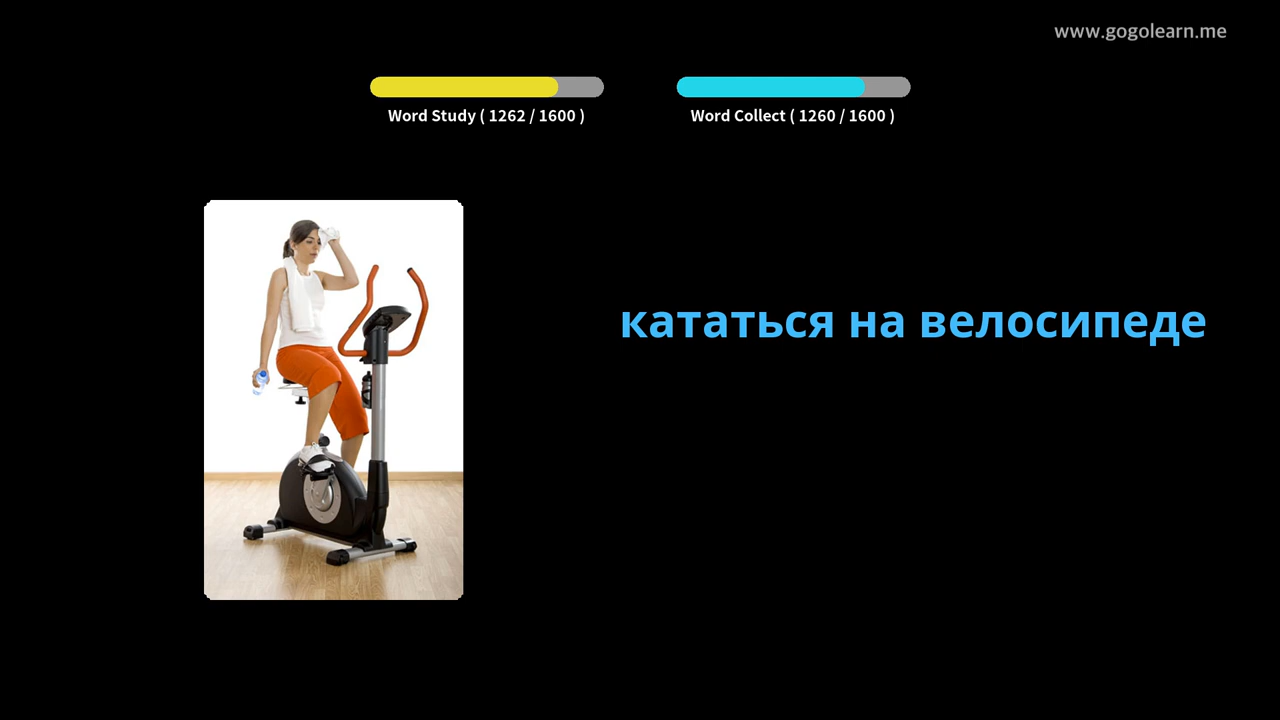 www.gogolearn.me
Word Study ( 1262 / 1600 )
Word Collect ( 1260 / 1600 )
кататься на велосипеде